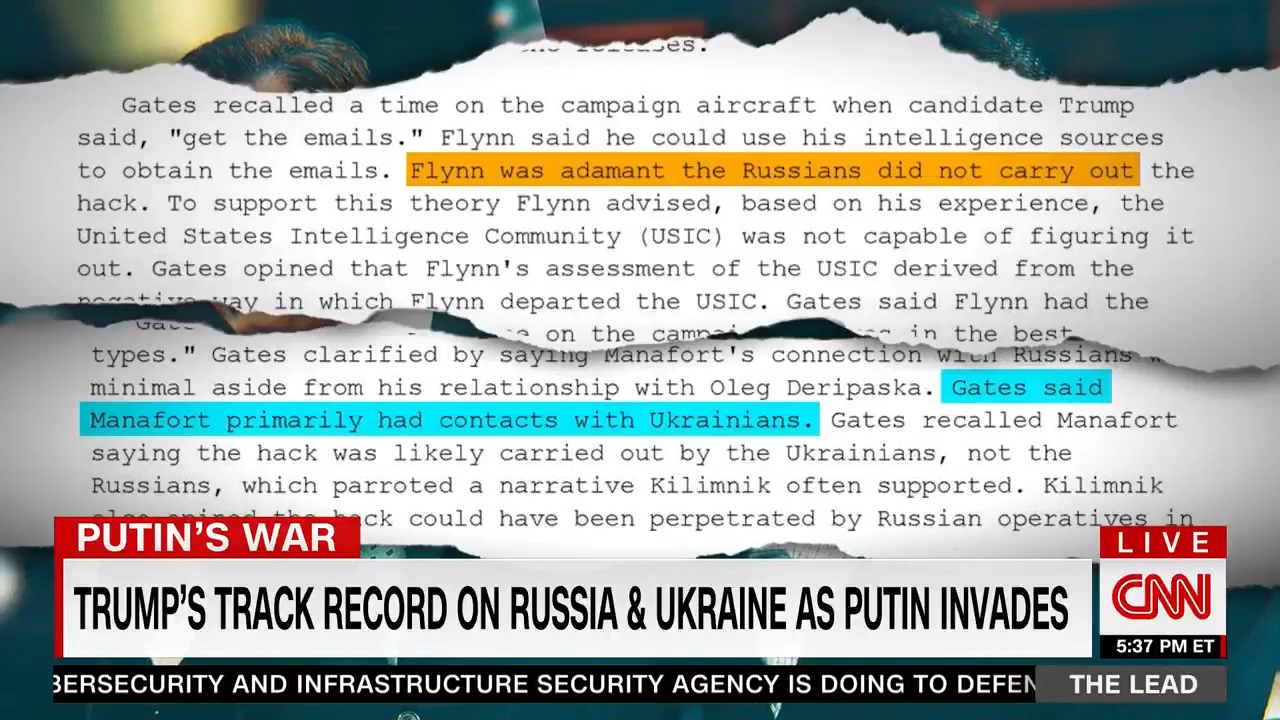 releases.
Gates recalled a time on the campaign aircraft when candidate Trump
said, "get the emails." Flynn said he could use his intelligence sources
to obtain the emails. Flynn was adamant the Russians did not carry out the
hack. To support this theory Flynn advised, based on his experience, the
United States Intelligence Community (USIC) was not capable of figuring it
out. Gates opined that Flynn's assessment of the USIC derived from the
negative way in which Flynn departed the USIC. Gates said Flynn had the
on the in the best
types." Gates clarified by saying Manafort's connection with Russians
minimal aside from his relationship with Oleg Deripaska. Gates said
Manafort primarily had contacts with Ukrainians. Gates recalled Manafort
saying the hack was likely carried out by the Ukrainians, not the
Russians, which parroted a narrative Kilimnik often supported. Kilimnik
also opined the hack could have been perpetrated by Russian operatives in
PUTIN'S WAR
TRUMP'S TRACK RECORD ON RUSSIA & UKRAINE AS PUTIN INVADES
LIVE
CNN
5:37 PM ET
BERSECURITY AND INFRASTRUCTURE SECURITY AGENCY IS DOING TO DEFEN
THE LEAD